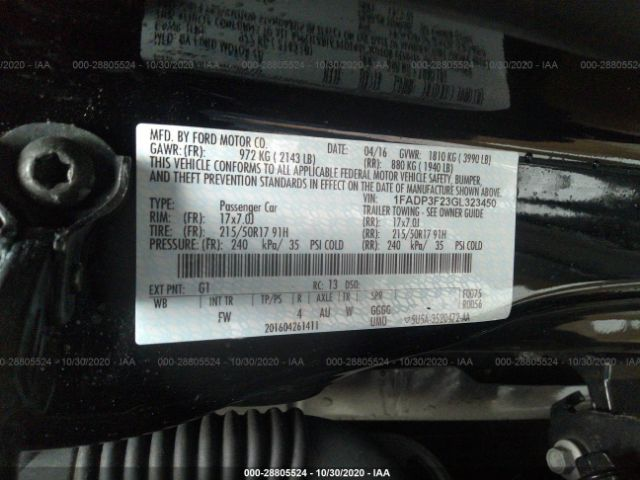 000-28805524 - 10/30/2020 - IAA
MFD. BY FORD MOTOR CO. DATE: 04/16 GVWR: 1810 KG ( 3990 LB)
GAWR: (FR): 972 KG ( 2143 LB) (RR): 880 KG ( 1940 LB)
THIS VEHICLE CONFORMS TO ALL APPLICABLE FEDERAL MOTOR VEHICLE SAFETY, BUMPER,
AND THEFT PREVENTION STANDARDS IN EFFECT ON THE DATE OF MANUFACTURE SHOWN ABOVE.
VIN: 1FADP3F23GL323450
TYPE: Passenger Car TRAILER TOWING - SEE OWNER GUIDE
RIM: (FR): 17x7.0J (RR): 17x7.0J
TIRE: (FR): 215/50R17 91H (RR): 215/50R17 91H
PRESSURE: (FR): 240 kPa/ 35 PSI COLD (RR): 240 kPa/ 35 PSI COLD
EXT PNT: G1 RC: 13 DSO: F0075
WB INT TR TP/PS R AXLE TR SPR R0056
FW 4 AU W GGGG
201604261411 UMO
000-28805524 - 10/30/2020 - IAA
000-28805524 - 10/30/2020 - IAA